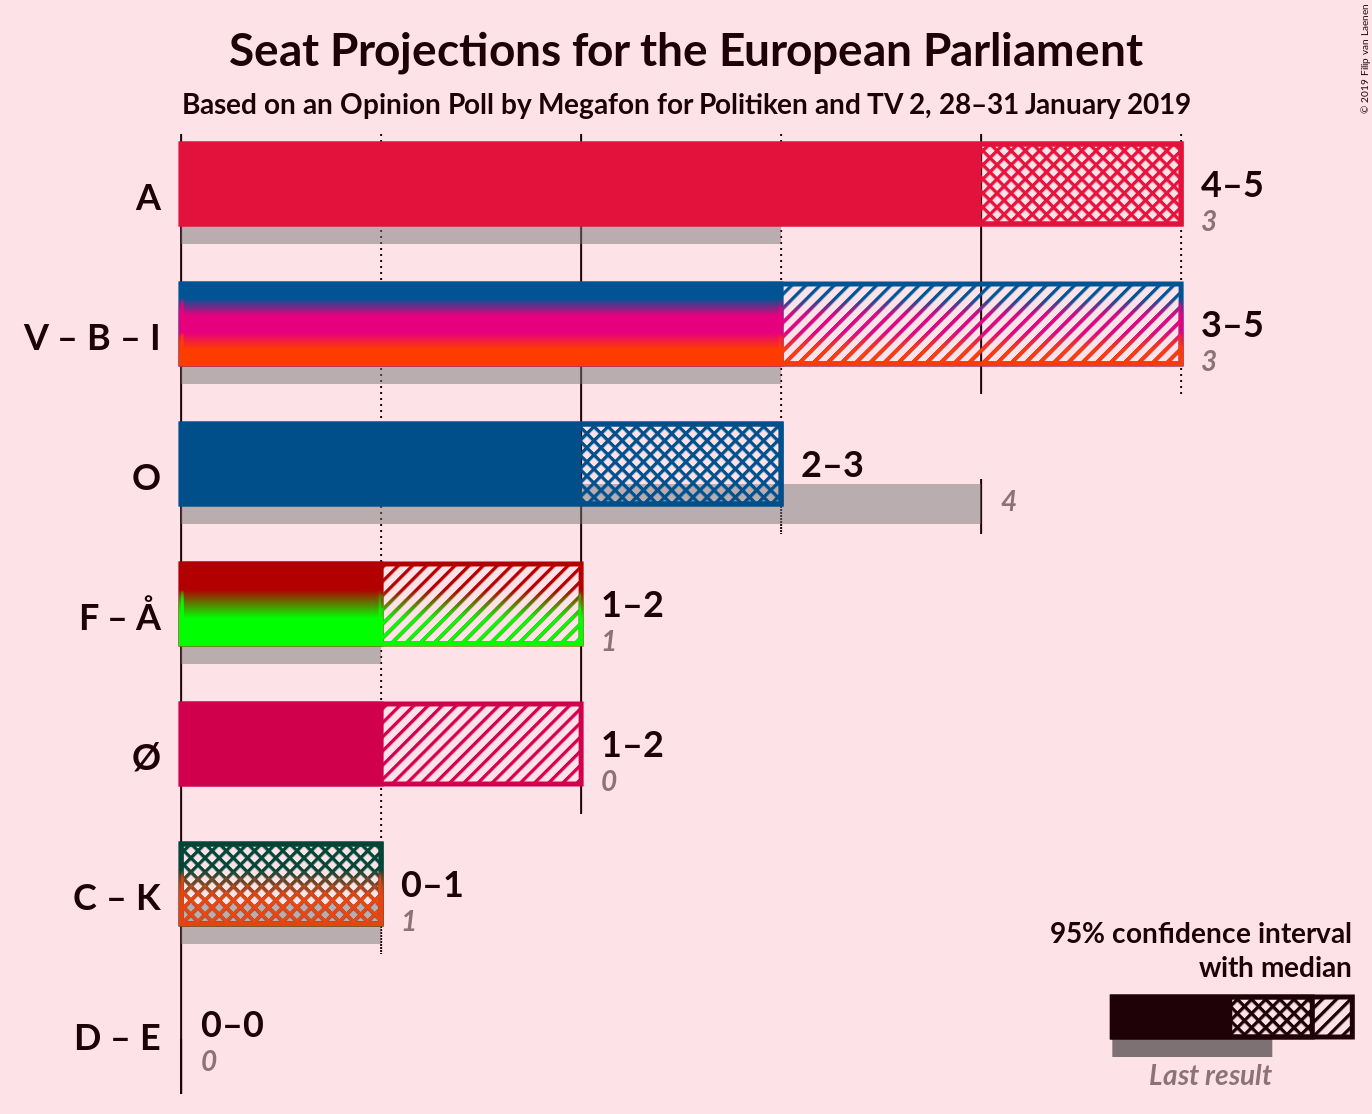 Seat Projections for the European Parliament
Based on an Opinion Poll by Megafon for Politiken and TV 2, 28–31 January 2019
© 2019 Filip van Laenen
A
4–5
3
V – B – I
3–5
3
O
2–3
4
F – Å
1–2
1
Ø
1–2
0
C – K
0–1
1
D – E
0–0
0
95% confidence interval
with median
Last result